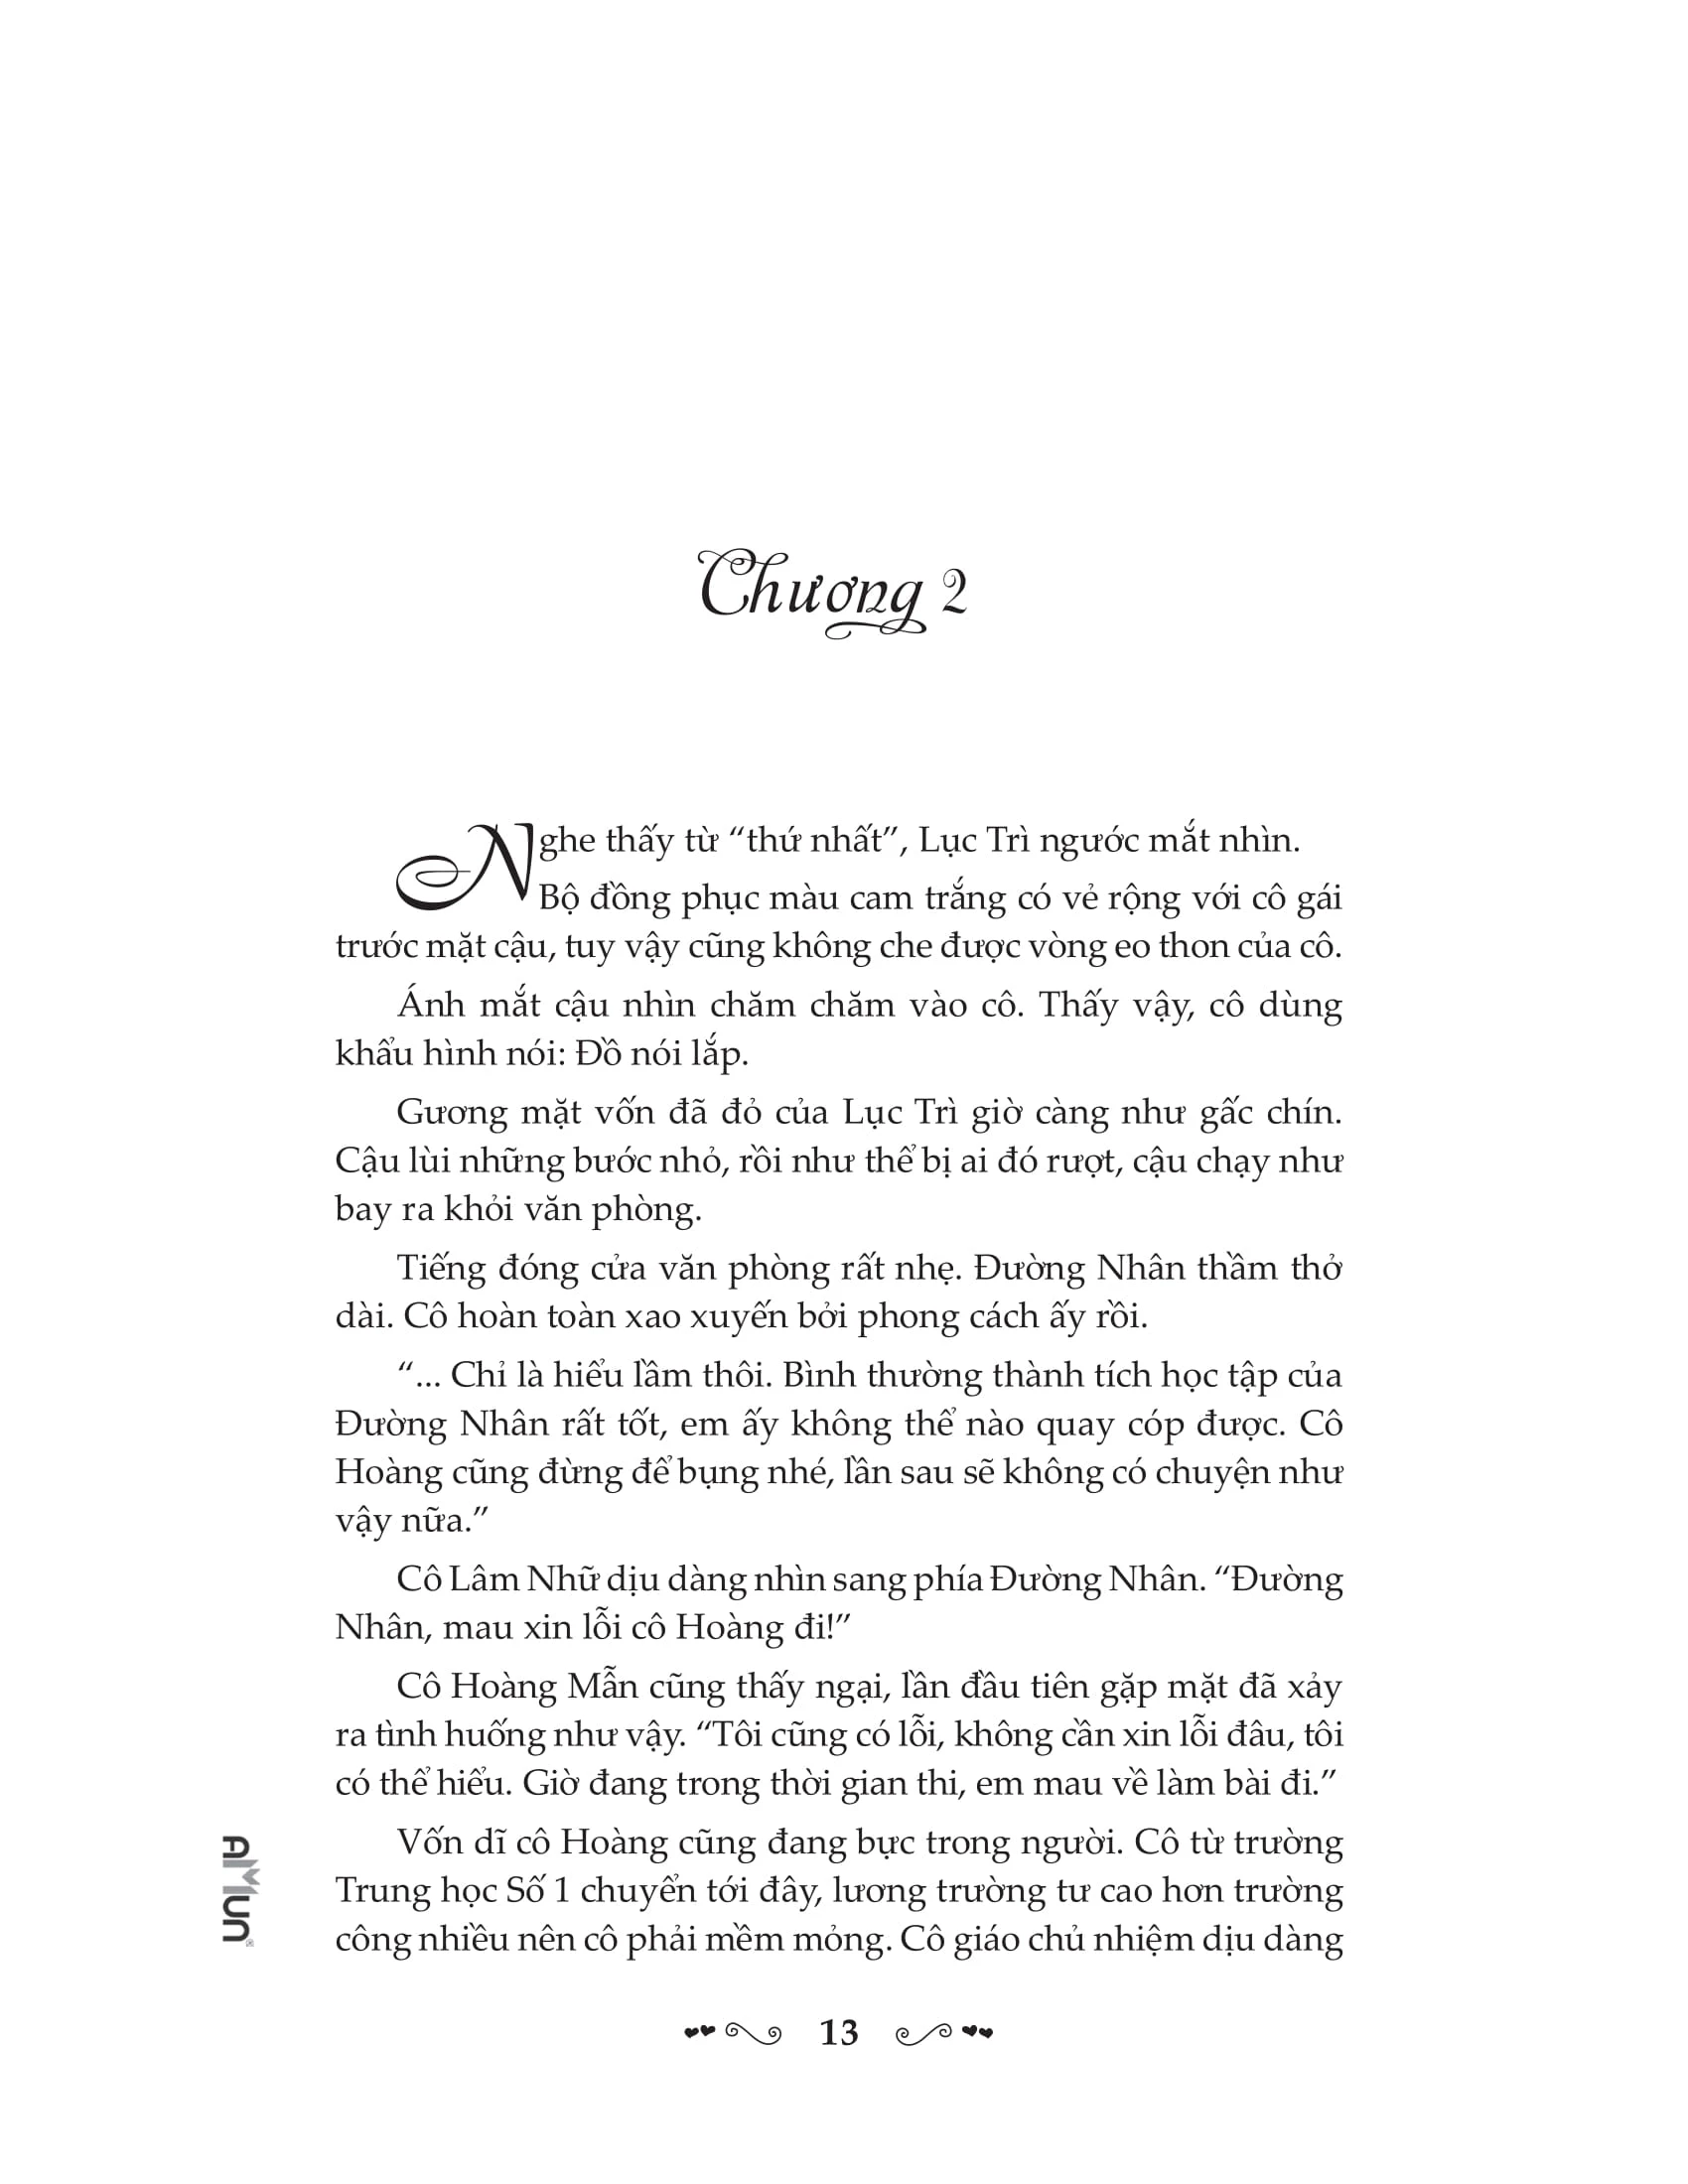 Chương 2
Nghe thấy từ “thứ nhất”, Lục Trì ngước mắt nhìn.
Bộ đồng phục màu cam trắng có vẻ rộng với cô gái
trước mặt cậu, tuy vậy cũng không che được vòng eo thon của cô.
Ánh mắt cậu nhìn chăm chăm vào cô. Thấy vậy, cô dùng
khẩu hình nói: Đồ nói lắp.
Gương mặt vốn đã đỏ của Lục Trì giờ càng như gấc chín.
Cậu lùi những bước nhỏ, rồi như thể bị ai đó rượt, cậu chạy như
bay ra khỏi văn phòng.
Tiếng đóng cửa văn phòng rất nhẹ. Đường Nhân thầm thở
dài. Cô hoàn toàn xao xuyến bởi phong cách ấy rồi.
“... Chỉ là hiểu lầm thôi. Bình thường thành tích học tập của
Đường Nhân rất tốt, em ấy không thể nào quay cóp được. Cô
Hoàng cũng đừng để bụng nhé, lần sau sẽ không có chuyện như
vậy nữa.”
Cô Lâm Nhữ dịu dàng nhìn sang phía Đường Nhân. “Đường
Nhân, mau xin lỗi cô Hoàng đi!”
Cô Hoàng Mẫn cũng thấy ngại, lần đầu tiên gặp mặt đã xảy
ra tình huống như vậy. “Tôi cũng có lỗi, không cần xin lỗi đâu, tôi
có thể hiểu. Giờ đang trong thời gian thi, em mau về làm bài đi.”
Vốn dĩ cô Hoàng cũng đang bực trong người. Cô từ trường
Trung học Số 1 chuyển tới đây, lương trường tư cao hơn trường
công nhiều nên cô phải mềm mỏng. Cô giáo chủ nhiệm dịu dàng
AMUN
13